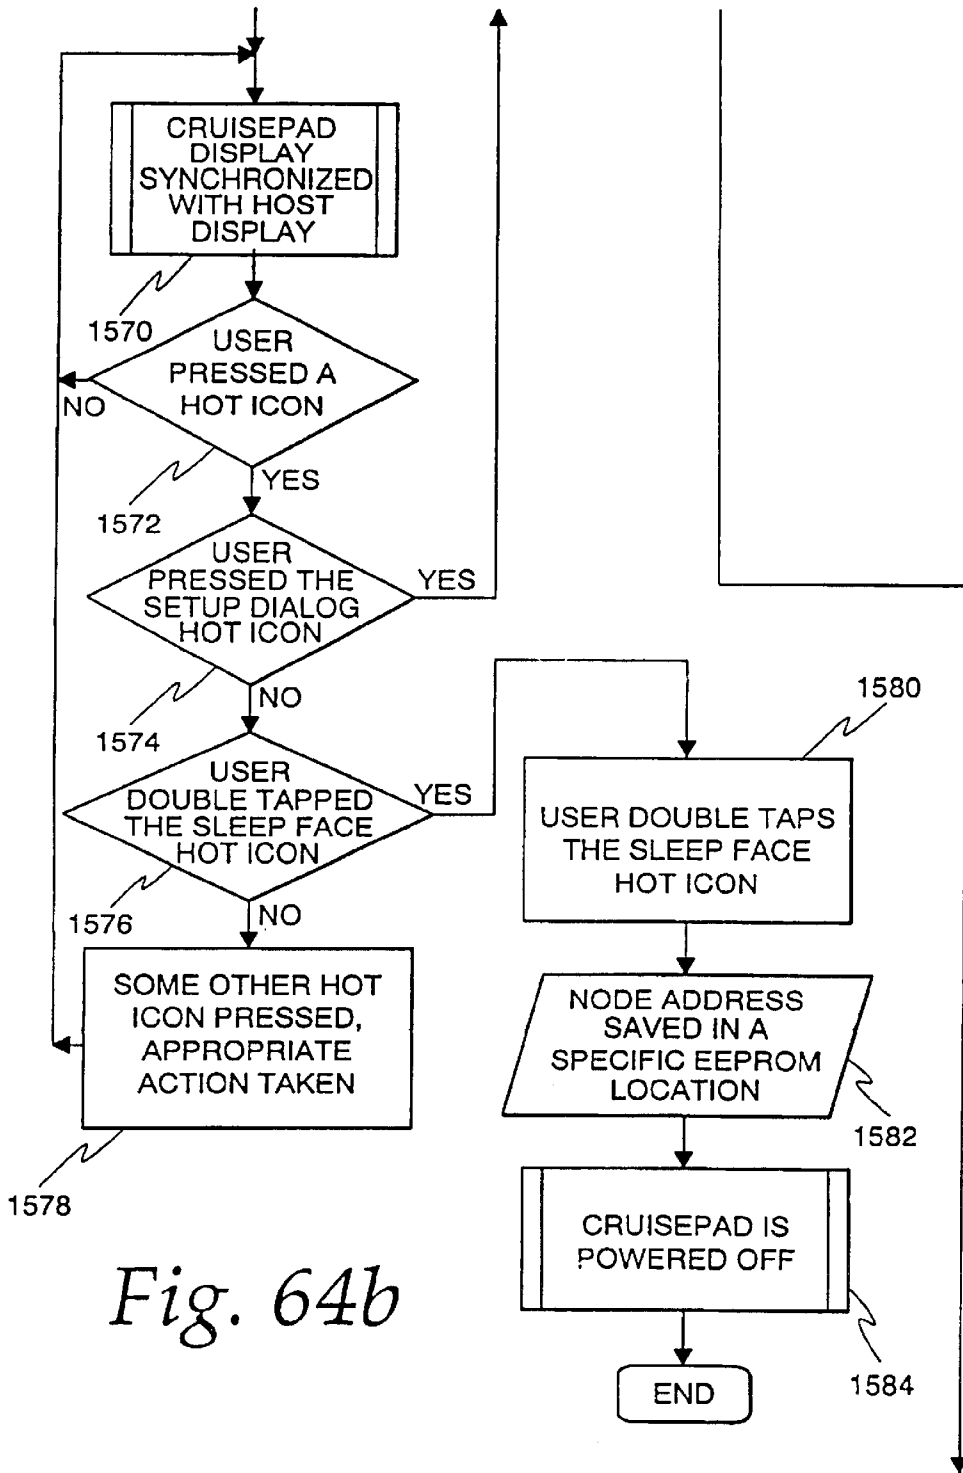 CRUISEPAD
DISPLAY
SYNCHRONIZED
WITH HOST
DISPLAY
1570
USER
PRESSED A
HOT ICON
NO
1572
YES
USER
PRESSED THE
SETUP DIALOG
HOT ICON
YES
1574
NO
USER
DOUBLE TAPPED
THE SLEEP FACE
HOT ICON
YES
1576
NO
SOME OTHER HOT
ICON PRESSED,
APPROPRIATE
ACTION TAKEN
1578
1580
USER DOUBLE TAPS
THE SLEEP FACE
HOT ICON
NODE ADDRESS
SAVED IN A
SPECIFIC EEPROM
LOCATION
1582
CRUISEPAD IS
POWERED OFF
1584
END
Fig. 64b